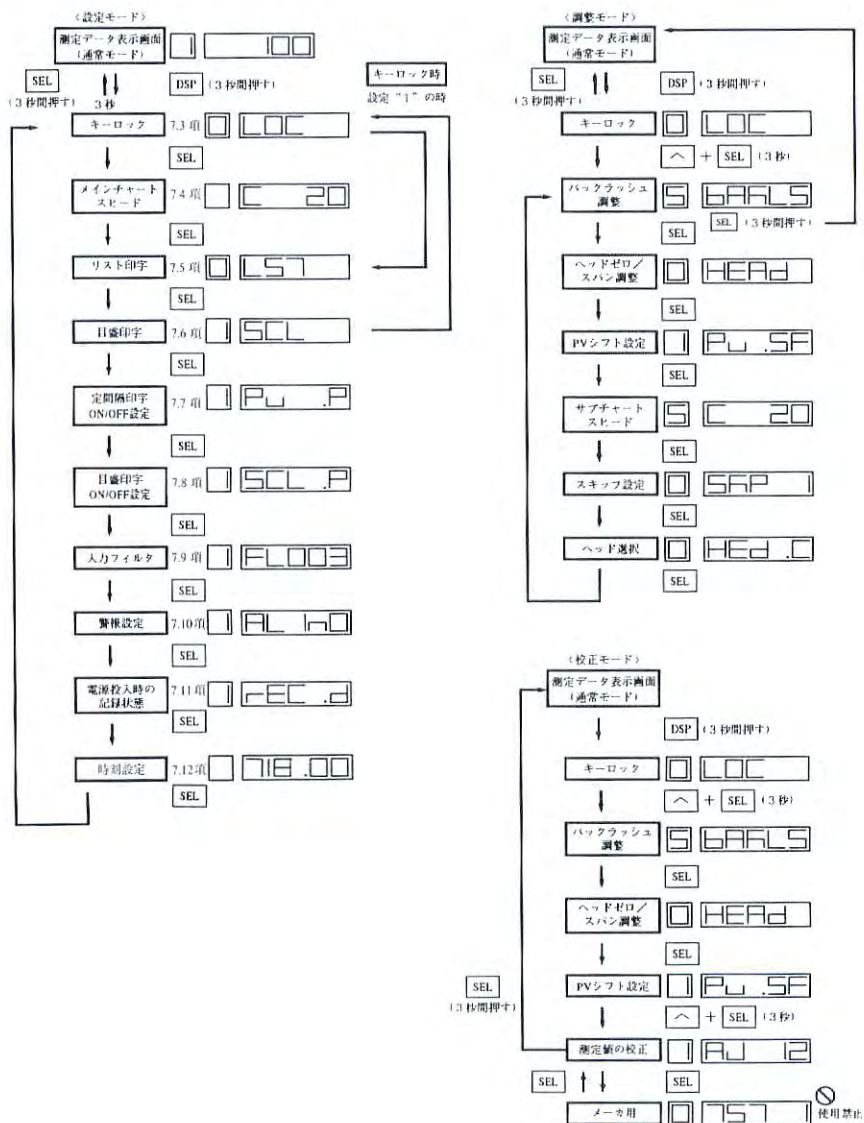 〈設定モード〉
測定データ表示画面
(通常モード)
1 100
SEL
(3秒間押す)
3秒
DSP (3秒間押す)
キーロック時
設定 "1" の時
キーロック 7.3 項 0 LOC
SEL
メインチャート
スピード
7.4 項 C 20
SEL
リスト印字 7.5 項 0 LST
SEL
目盛印字 7.6 項 1 SCL
SEL
定間隔印字
ON/OFF設定
7.7 項 1 Pu .P
SEL
目盛印字
ON/OFF設定
7.8 項 1 SCL .P
SEL
入力フィルタ 7.9 項 1 FL003
SEL
警報設定 7.10 項 1 AL 1n0
SEL
電源投入時の
記録状態
7.11 項 1 rEC .d
SEL
時刻設定 7.12 項
SEL
〈調整モード〉
測定データ表示画面
(通常モード)
SEL
(3秒間押す)
DSP (3秒間押す)
キーロック 0 LOC
へ + SEL (3秒)
バックラッシュ
調整
5
SEL
SEL (3秒間押す)
ヘッドゼロ/
スパン調整
0 HEAd
SEL
PVシフト設定 1 Pu .SF
SEL
サブチャート
スピード
5 C 20
SEL
スキップ設定 0
SEL
ヘッド選択 0 HEd .C
SEL
〈校正モード〉
測定データ表示画面
(通常モード)
DSP (3秒間押す)
キーロック 0 LOC
へ + SEL (3秒)
バックラッシュ
調整
5
SEL
ヘッドゼロ/
スパン調整
0 HEAd
SEL
PVシフト設定 1 Pu .SF
へ + SEL (3秒)
SEL
(3秒間押す)
測定値の校正 1 AJ 12
SEL
SEL
メーカ用 0 TST 1
使用禁止